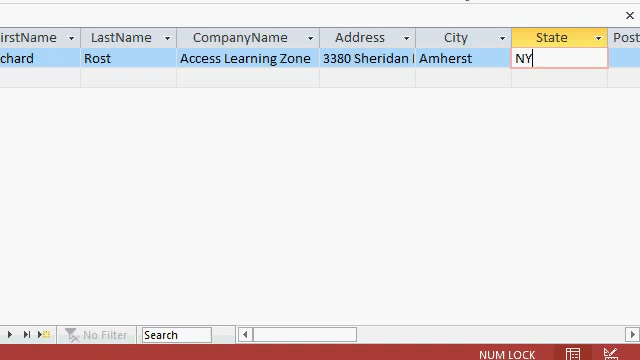 irstName LastName CompanyName Address City State Post
chard Rost Access Learning Zone 3380 Sheridan Amherst NY
No Filter Search
NUM LOCK